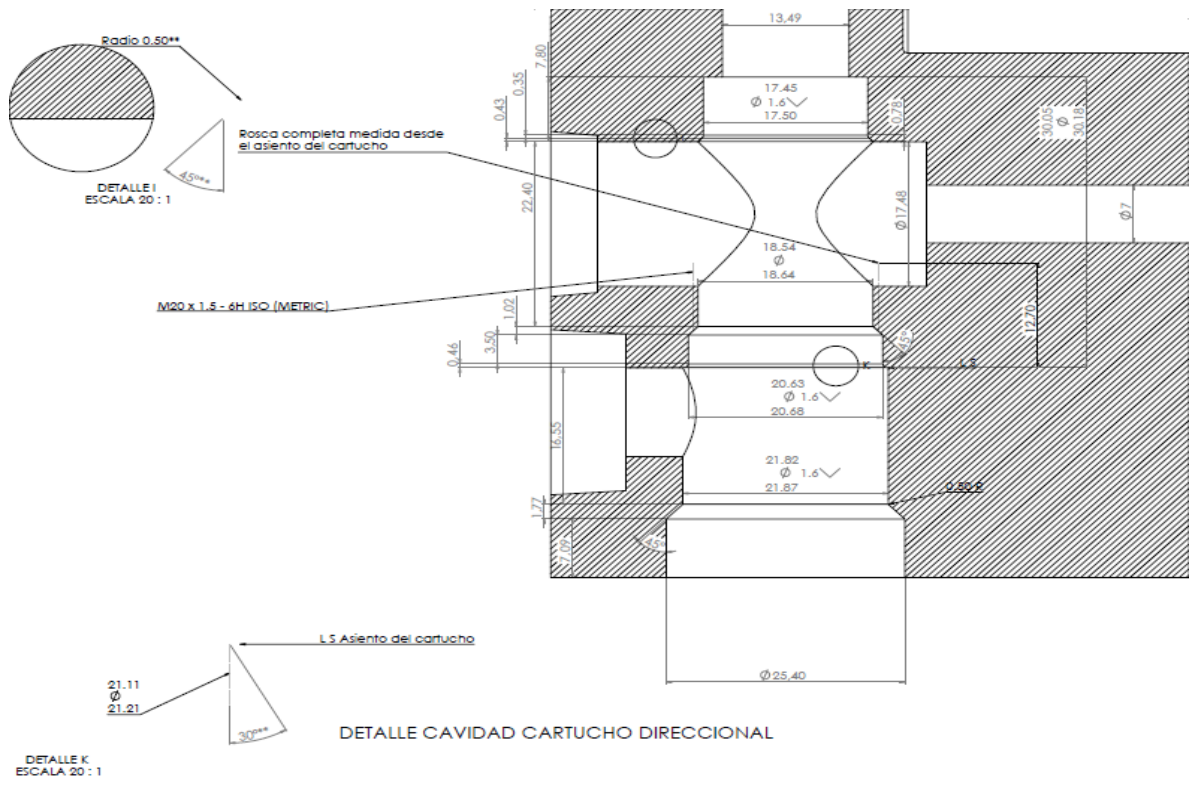 13,49
Radio 0.50**
7,80
0,35
0,43
17.45
Ø 1.6
17.50
0,78
30.05
Ø
30.18
Rosca completa medida desde
el asiento del cartucho
45°**
DETALLE I
ESCALA 20 : 1
22,40
Ø17,48
Ø7
18.54
Ø
18.64
M20 x 1.5 - 6H ISO (METRIC)
1,02
3,50
0,46
45°
12,70
K
L S
20.63
Ø 1.6
20.68
16,55
21.82
Ø 1.6
21.87
0.50 R
1,77
45°
7,09
L S Asiento del cartucho
21.11
Ø
21.21
Ø25,40
30°**
DETALLE CAVIDAD CARTUCHO DIRECCIONAL
DETALLE K
ESCALA 20 : 1